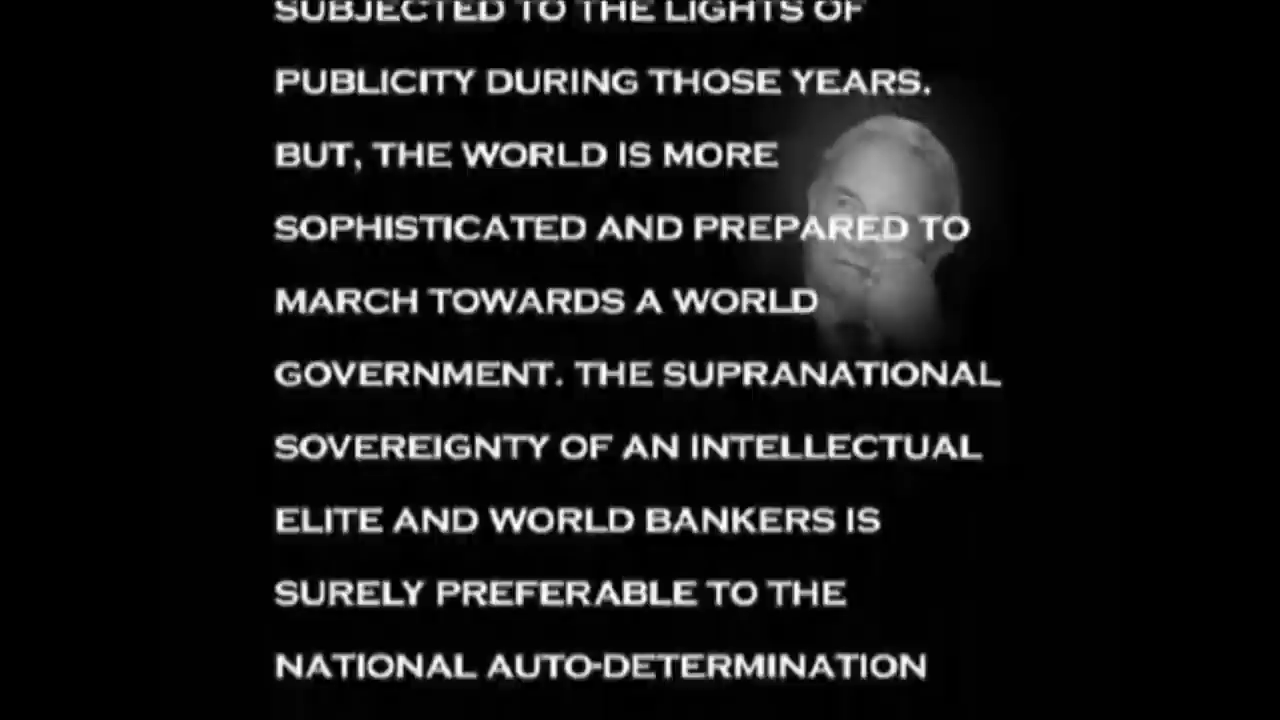 SUBJECTED TO THE LIGHTS OF
PUBLICITY DURING THOSE YEARS.
BUT, THE WORLD IS MORE
SOPHISTICATED AND PREPARED TO
MARCH TOWARDS A WORLD
GOVERNMENT. THE SUPRANATIONAL
SOVEREIGNTY OF AN INTELLECTUAL
ELITE AND WORLD BANKERS IS
SURELY PREFERABLE TO THE
NATIONAL AUTO-DETERMINATION